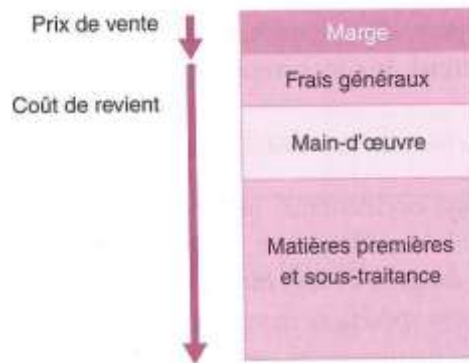 Prix de vente
Marge
Frais généraux
Coût de revient
Main-d'œuvre
Matières premières
et sous-traitance